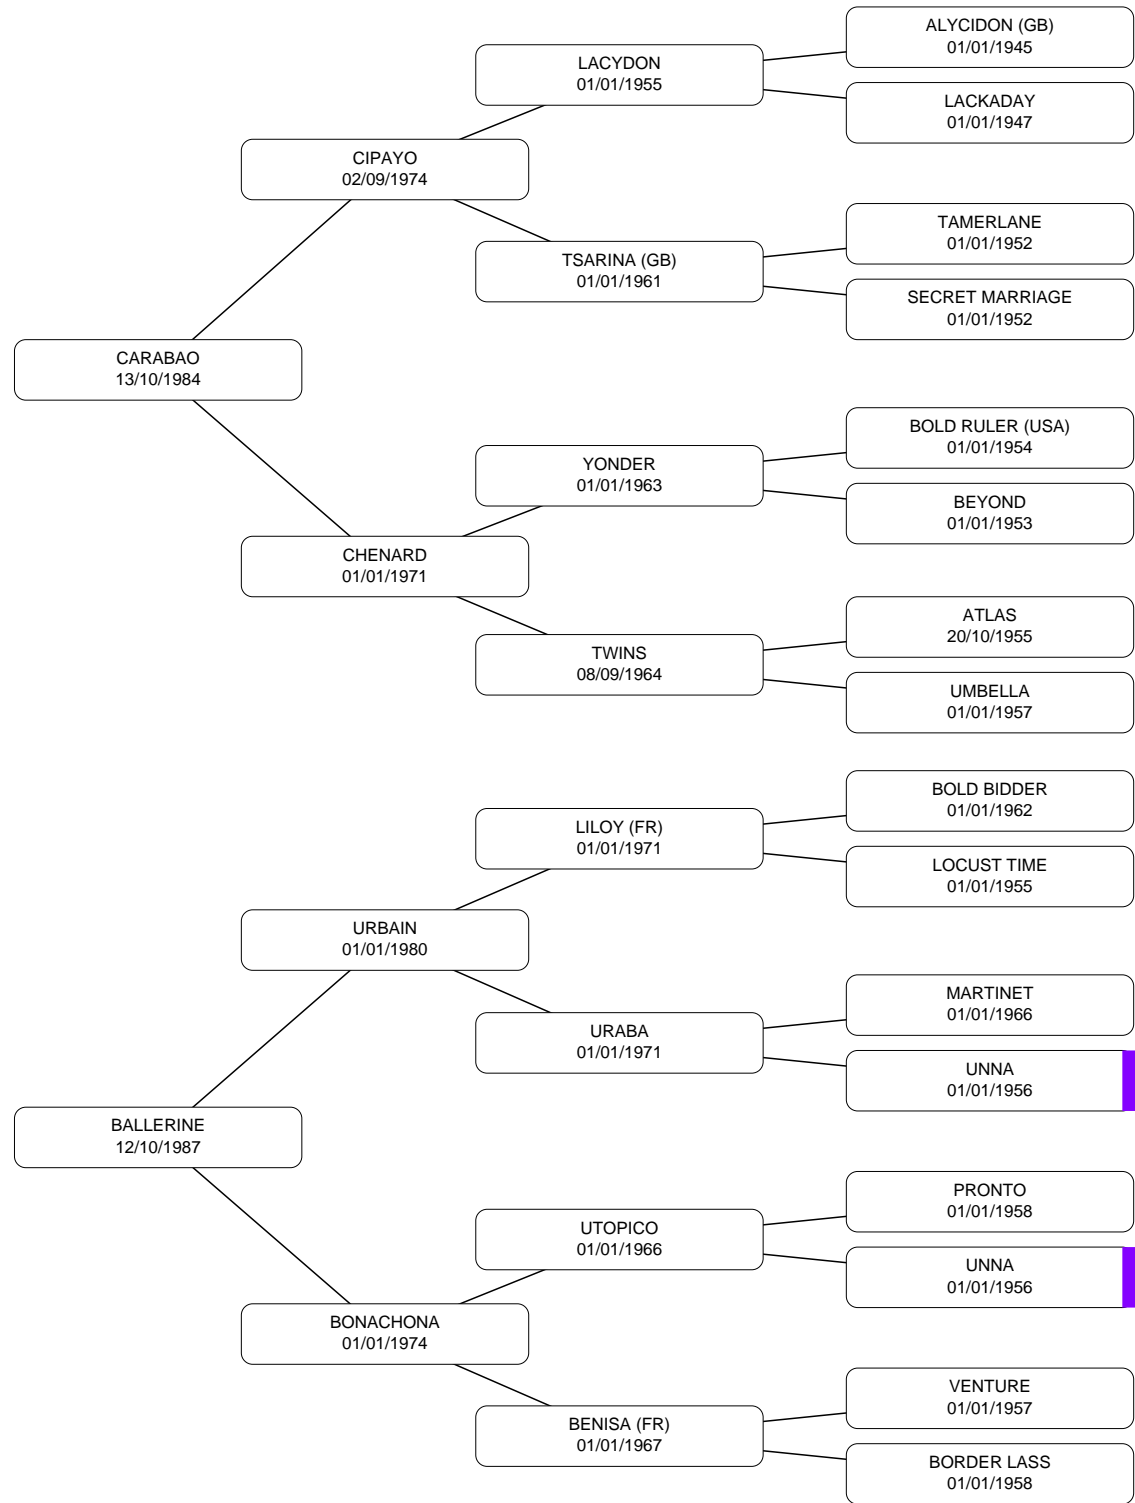 ALYCIDON (GB)
01/01/1945
LACYDON
01/01/1955
LACKADAY
01/01/1947
CIPAYO
02/09/1974
TAMERLANE
01/01/1952
TSARINA (GB)
01/01/1961
SECRET MARRIAGE
01/01/1952
CARABAO
13/10/1984
BOLD RULER (USA)
01/01/1954
YONDER
01/01/1963
BEYOND
01/01/1953
CHENARD
01/01/1971
ATLAS
20/10/1955
TWINS
08/09/1964
UMBELLA
01/01/1957
BOLD BIDDER
01/01/1962
LILOY (FR)
01/01/1971
LOCUST TIME
01/01/1955
URBAIN
01/01/1980
MARTINET
01/01/1966
URABA
01/01/1971
UNNA
01/01/1956
BALLERINE
12/10/1987
PRONTO
01/01/1958
UTOPICO
01/01/1966
UNNA
01/01/1956
BONACHONA
01/01/1974
VENTURE
01/01/1957
BENISA (FR)
01/01/1967
BORDER LASS
01/01/1958